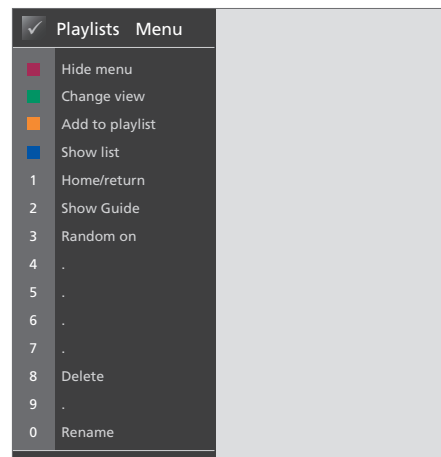 Playlists Menu
Hide menu
Change view
Add to playlist
Show list
1 Home/return
2 Show Guide
3 Random on
4 .
5 .
6 .
7 .
8 Delete
9 .
0 Rename